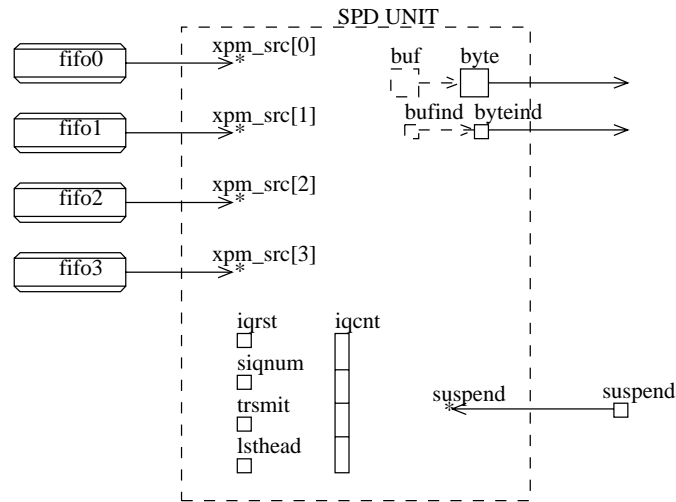 SPD UNIT
fifo0
xpm_src[0]
*
buf
byte
fifo1
xpm_src[1]
*
bufind
byteind
fifo2
xpm_src[2]
*
fifo3
xpm_src[3]
*
iqrst
iqcnt
siqnum
trsmit
lsthead
suspend
*
suspend